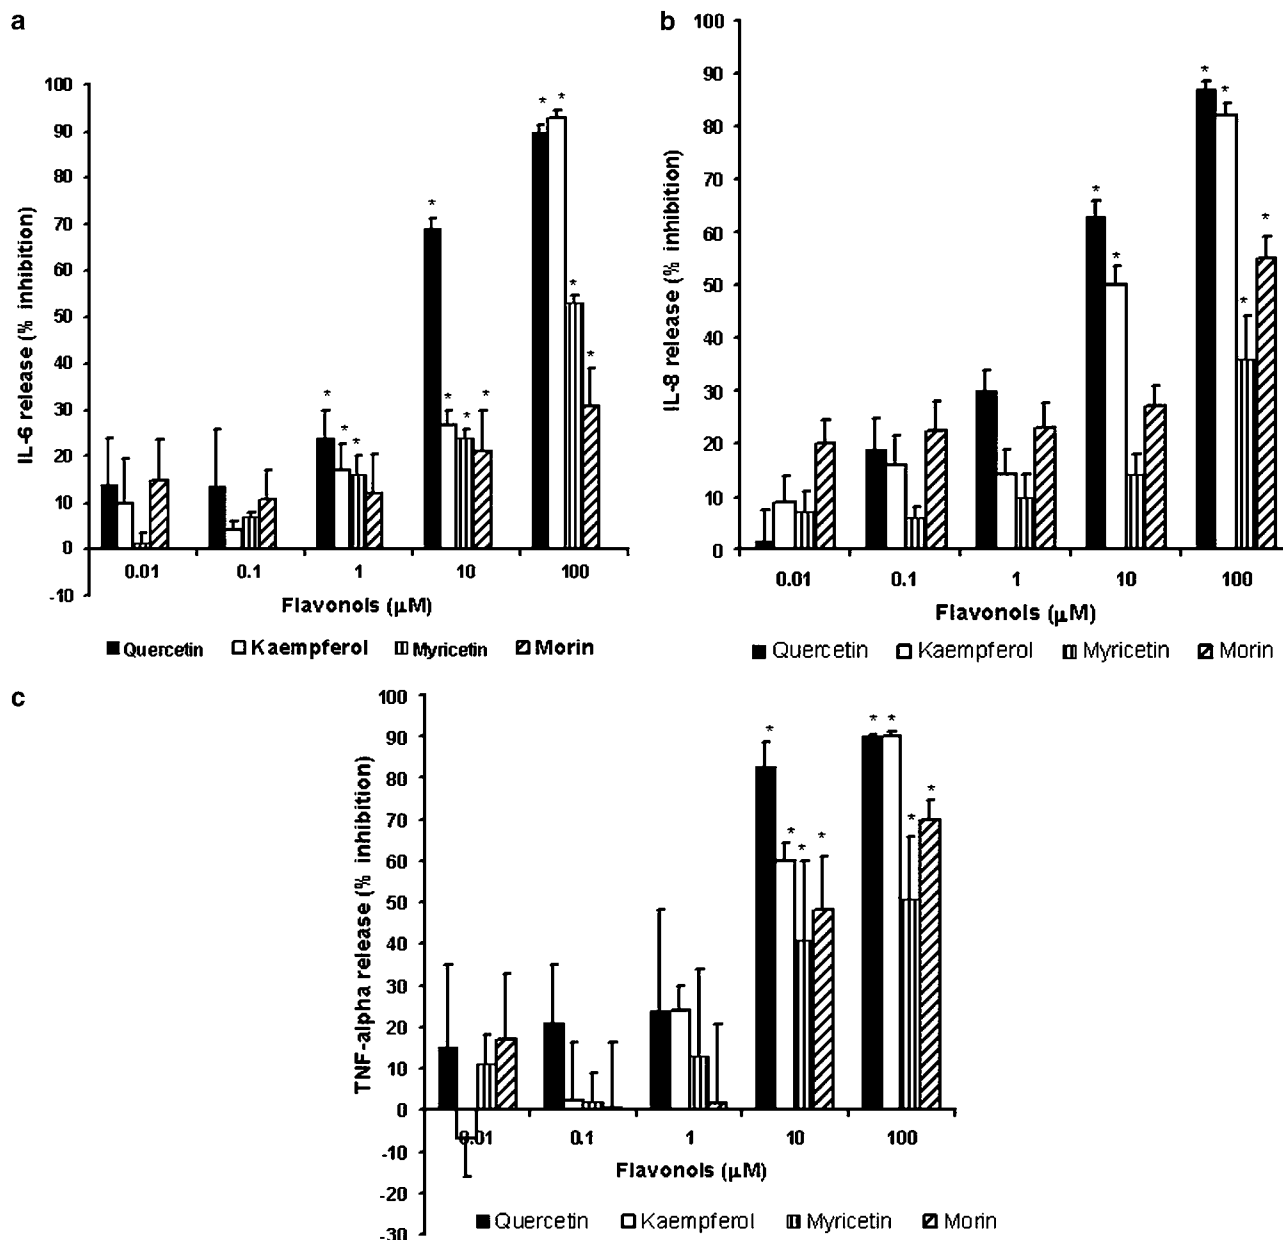 a
100
90
80
70
60
50
40
30
20
10
0
-10
IL-6 release (% inhibition)
* * * * * * * * * * *
0.01 0.1 1 10 100
Flavonols (µM)
Quercetin Kaempferol Myricetin Morin
b
100
90
80
70
60
50
40
30
20
10
0
IL-8 release (% inhibition)
* * * * * *
0.01 0.1 1 10 100
Flavonols (µM)
Quercetin Kaempferol Myricetin Morin
c
100
90
80
70
60
50
40
30
20
10
0
-10
-20
-30
TNF-alpha release (% inhibition)
* * * * * * * *
0.01 0.1 1 10 100
Flavonols (µM)
Quercetin Kaempferol Myricetin Morin